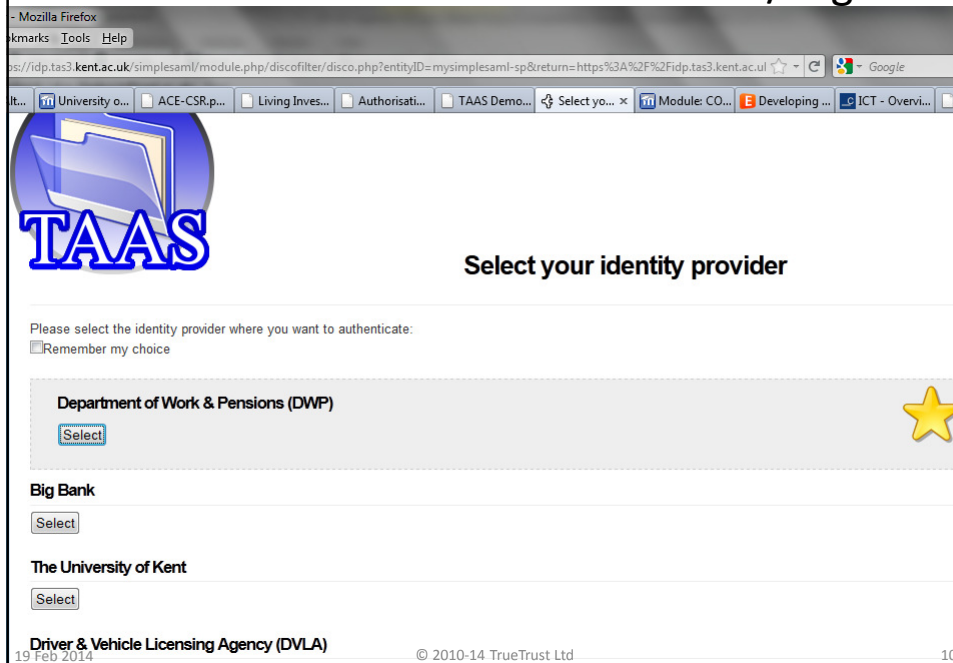 - Mozilla Firefox
okmarks Tools Help
ps://idp.tas3.kent.ac.uk/simplesaml/module.php/discofilter/disco.php?entityID=mysimplesaml-sp&return=https%3A%2F%2Fidp.tas3.kent.ac.ul Google
lt... University o... ACE-CSR.p... Living Inves... Authorisati... TAAS Demo... Select yo... × Module: CO... Developing ... ICT - Overvi...
TAAS
Select your identity provider
Please select the identity provider where you want to authenticate:
Remember my choice
Department of Work & Pensions (DWP)
Select
Big Bank
Select
The University of Kent
Select
Driver & Vehicle Licensing Agency (DVLA)
19 Feb 2014 © 2010-14 TrueTrust Ltd 10